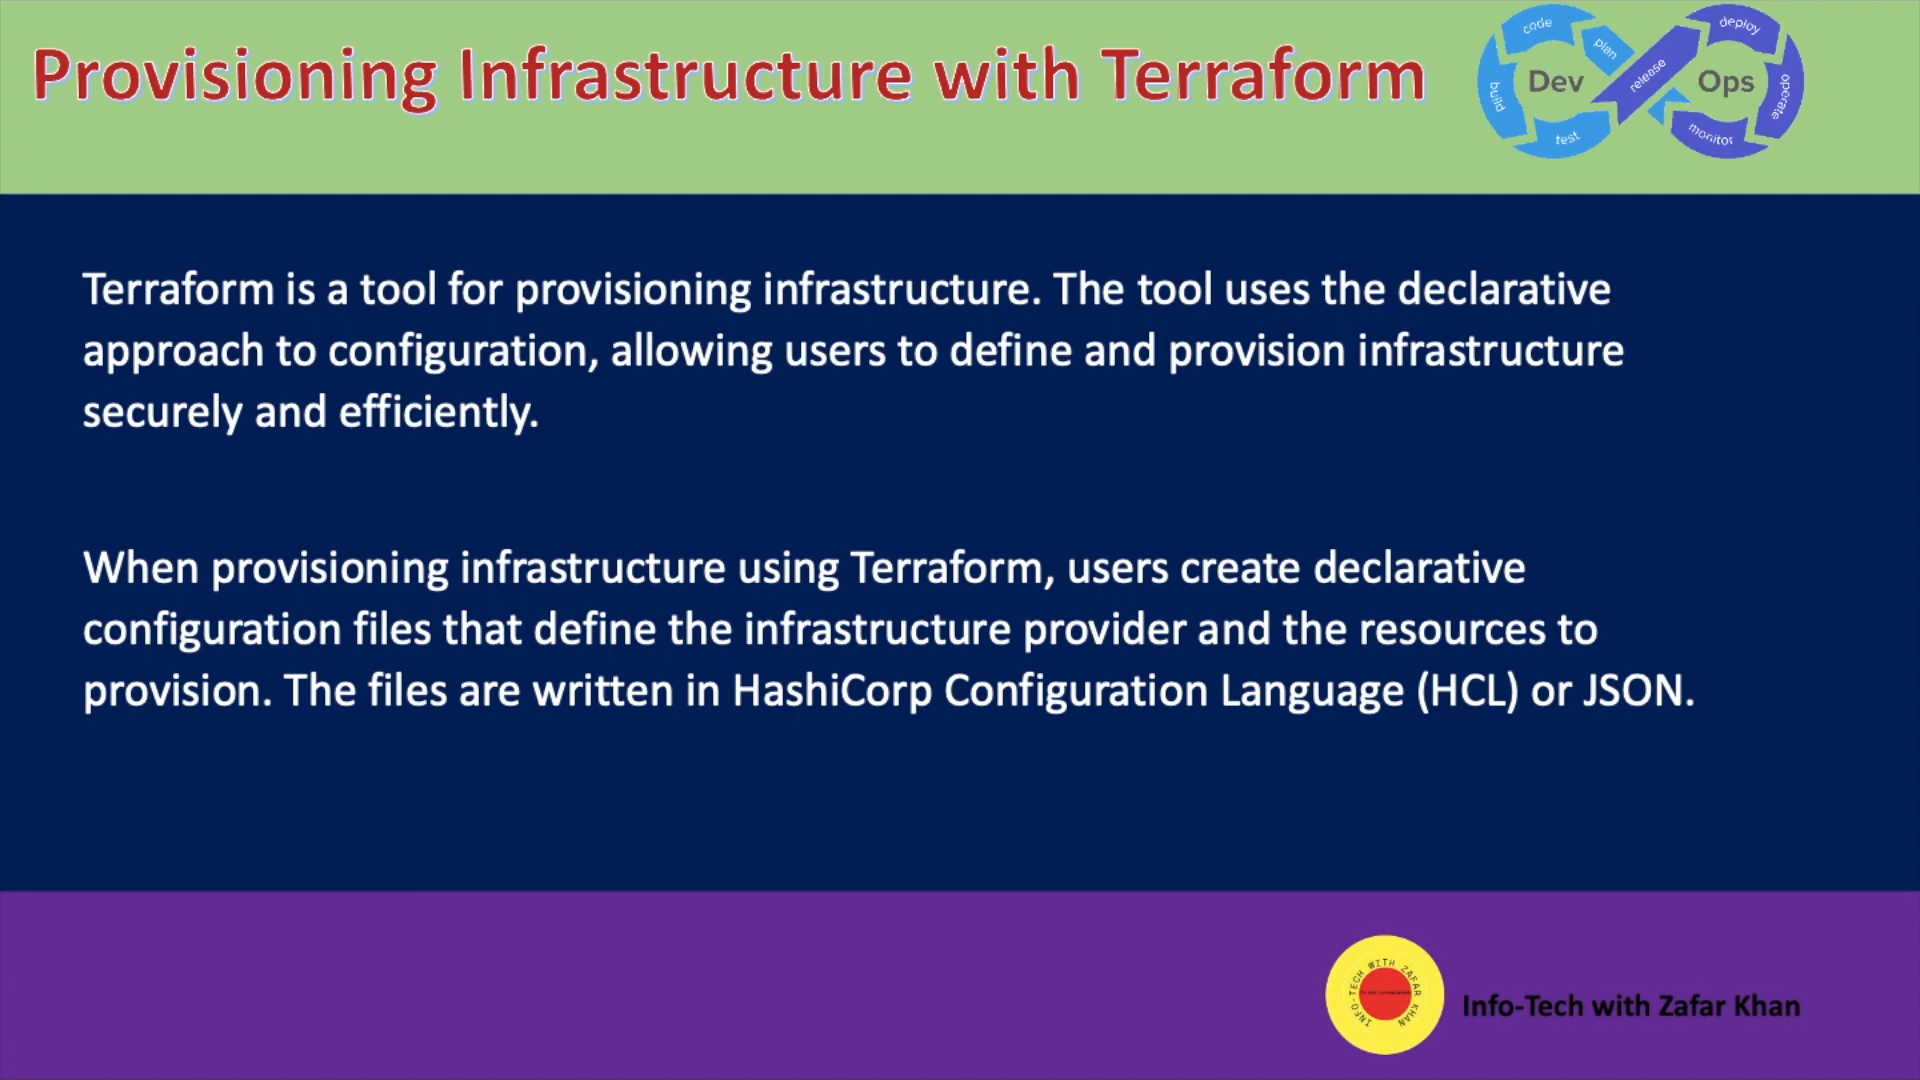 Provisioning Infrastructure with Terraform
code
plan
build
test
Dev
release
Ops
deploy
operate
monitor
Terraform is a tool for provisioning infrastructure. The tool uses the declarative
approach to configuration, allowing users to define and provision infrastructure
securely and efficiently.
When provisioning infrastructure using Terraform, users create declarative
configuration files that define the infrastructure provider and the resources to
provision. The files are written in HashiCorp Configuration Language (HCL) or JSON.
INFO-TECH WITH ZAFAR KHAN
Info-Tech with Zafar Khan